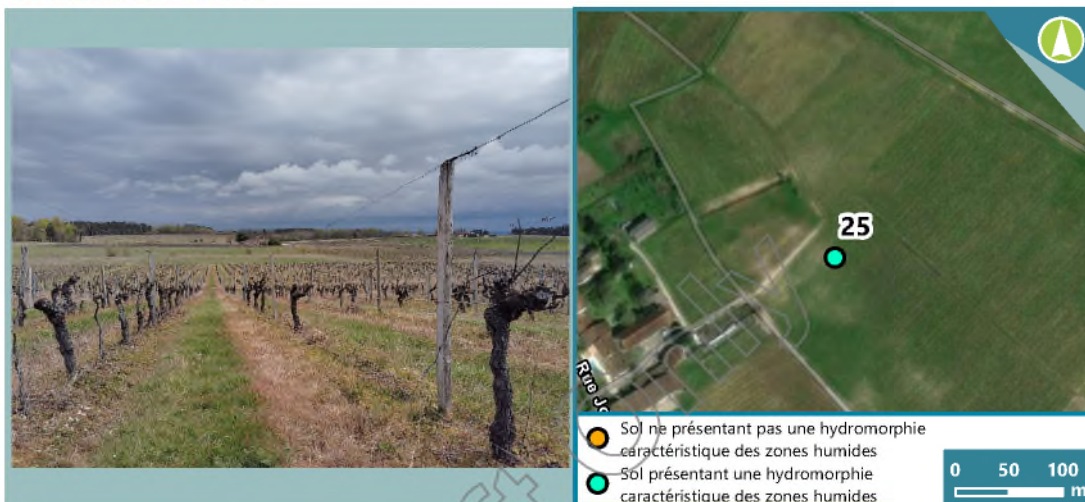 25
Rue Jo
Sol ne présentant pas une hydromorphie
caractéristique des zones humides
Sol présentant une hydromorphie
caractéristique des zones humides
0 50 100
m